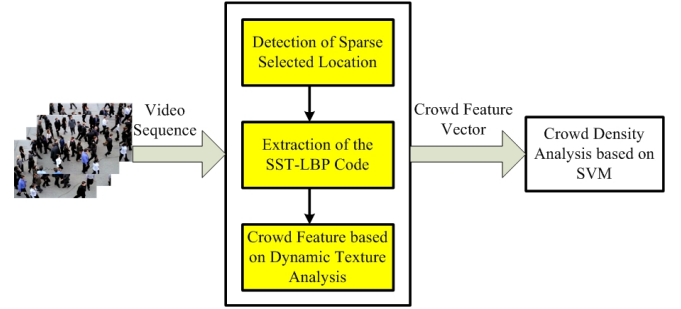 Video
Sequence
Detection of Sparse
Selected Location
Extraction of the
SST-LBP Code
Crowd Feature based
on Dynamic Texture
Analysis
Crowd Feature
Vector
Crowd Density
Analysis based on
SVM